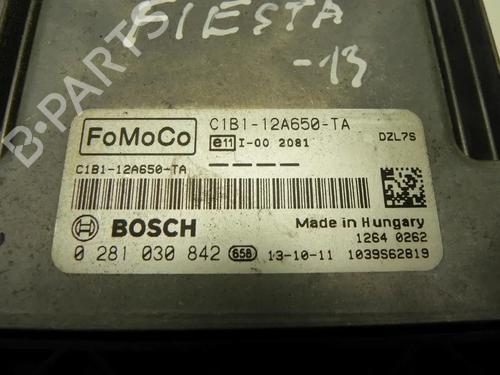 FIESTA
-13
B-PARTS
FoMoCo
C1B1-12A650-TA
e11 I-00 2081
DZL7S
C1B1-12A650-TA
BOSCH
Made in Hungary
1264 0262
0 281 030 842 658 13-10-11 1039S62819